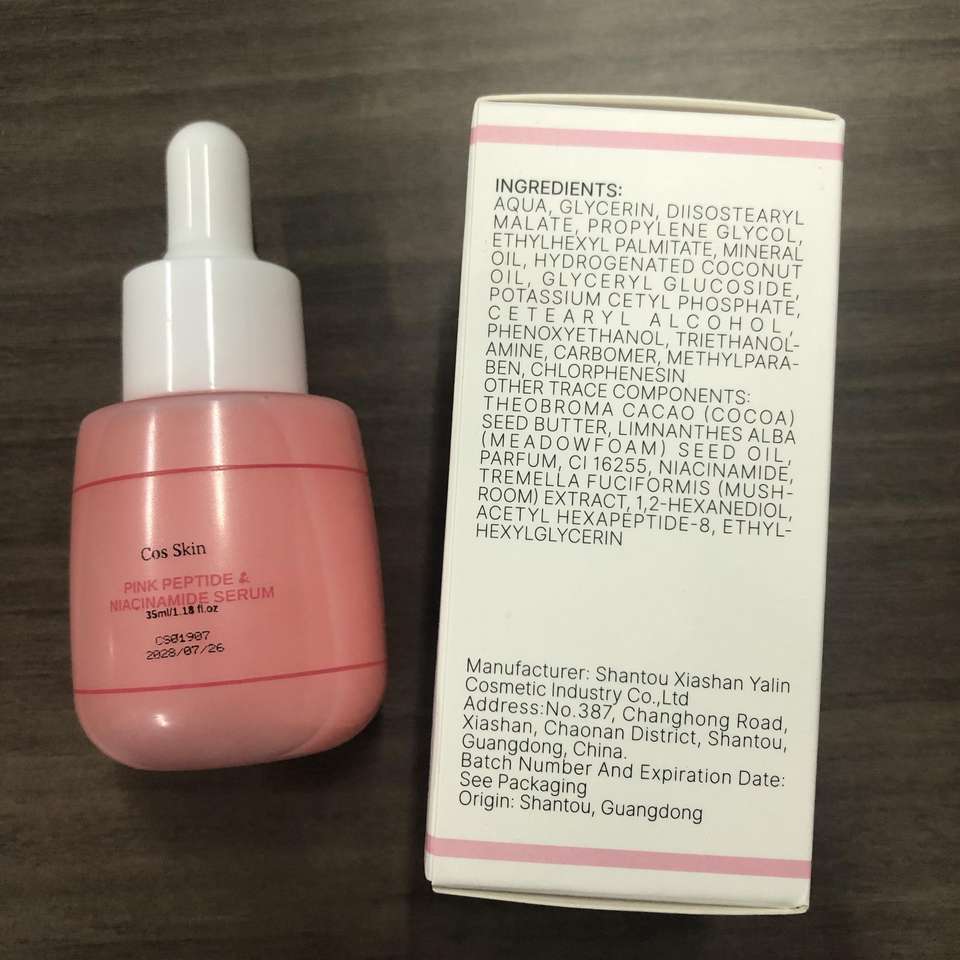 Cos Skin
PINK PEPTIDE &
NIACINAMIDE SERUM
35ml/1.18 fl.oz
CS01907
2028/07/26
INGREDIENTS:
AQUA, GLYCERIN, DIISOSTEARYL
MALATE, PROPYLENE GLYCOL,
ETHYLHEXYL PALMITATE, MINERAL
OIL, HYDROGENATED COCONUT
OIL, GLYCERYL GLUCOSIDE,
POTASSIUM CETYL PHOSPHATE,
CETEARYL ALCOHOL,
PHENOXYETHANOL, TRIETHANOL-
AMINE, CARBOMER, METHYLPARA-
BEN, CHLORPHENESIN
OTHER TRACE COMPONENTS:
THEOBROMA CACAO (COCOA)
SEED BUTTER, LIMNANTHES ALBA
(MEADOWFOAM) SEED OIL,
PARFUM, CI 16255, NIACINAMIDE,
TREMELLA FUCIFORMIS (MUSH-
ROOM) EXTRACT, 1,2-HEXANEDIOL,
ACETYL HEXAPEPTIDE-8, ETHYL-
HEXYLGLYCERIN
Manufacturer: Shantou Xiashan Yalin
Cosmetic Industry Co.,Ltd
Address:No.387, Changhong Road,
Xiashan, Chaonan District, Shantou,
Guangdong, China.
Batch Number And Expiration Date:
See Packaging
Origin: Shantou, Guangdong